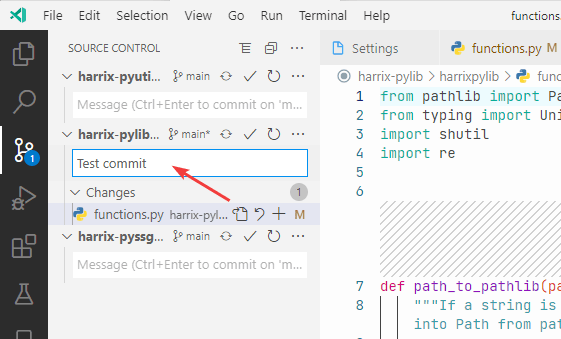 File Edit View Go Run Terminal Help functions.
SOURCE CONTROL
harrix-pyuti... main
Message (Ctrl+Enter to commit on 'm...
harrix-pylib... main*
Test commit
Changes 1
functions.py harrix-pyl... M
harrix-pyssg... main
Message (Ctrl+Enter to commit on 'm...
1
Settings functions.py M
harrix-pylib > harrixpylib > func
1 from pathlib import Pa
2 from typing import Uni
3 import shutil
4 import re
5
6
7 def path_to_pathlib(pa
8 """If a string is
into Path from pat